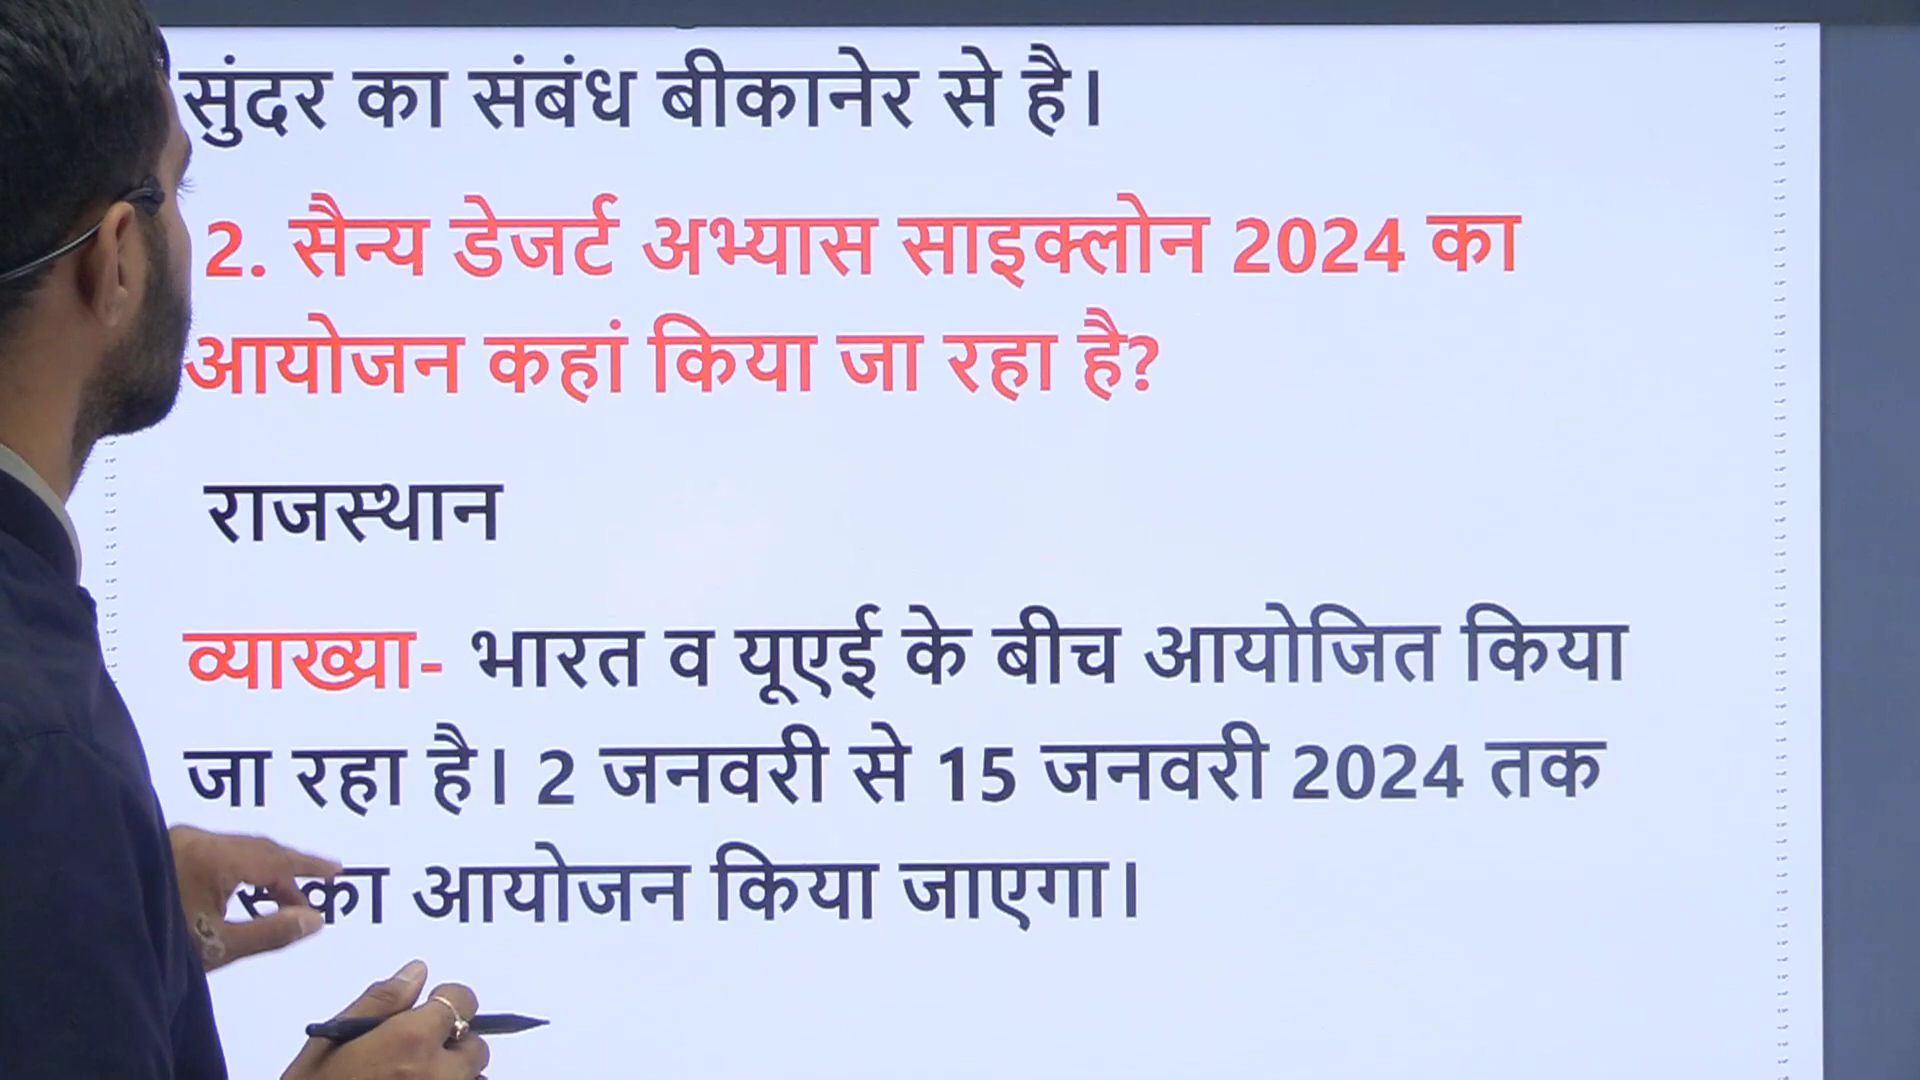 सुंदर का संबंध बीकानेर से है।
2. सैन्य डेजर्ट अभ्यास साइक्लोन 2024 का
आयोजन कहां किया जा रहा है?
राजस्थान
व्याख्या- भारत व यूएई के बीच आयोजित किया
जा रहा है। 2 जनवरी से 15 जनवरी 2024 तक
आयोजन किया जाएगा।